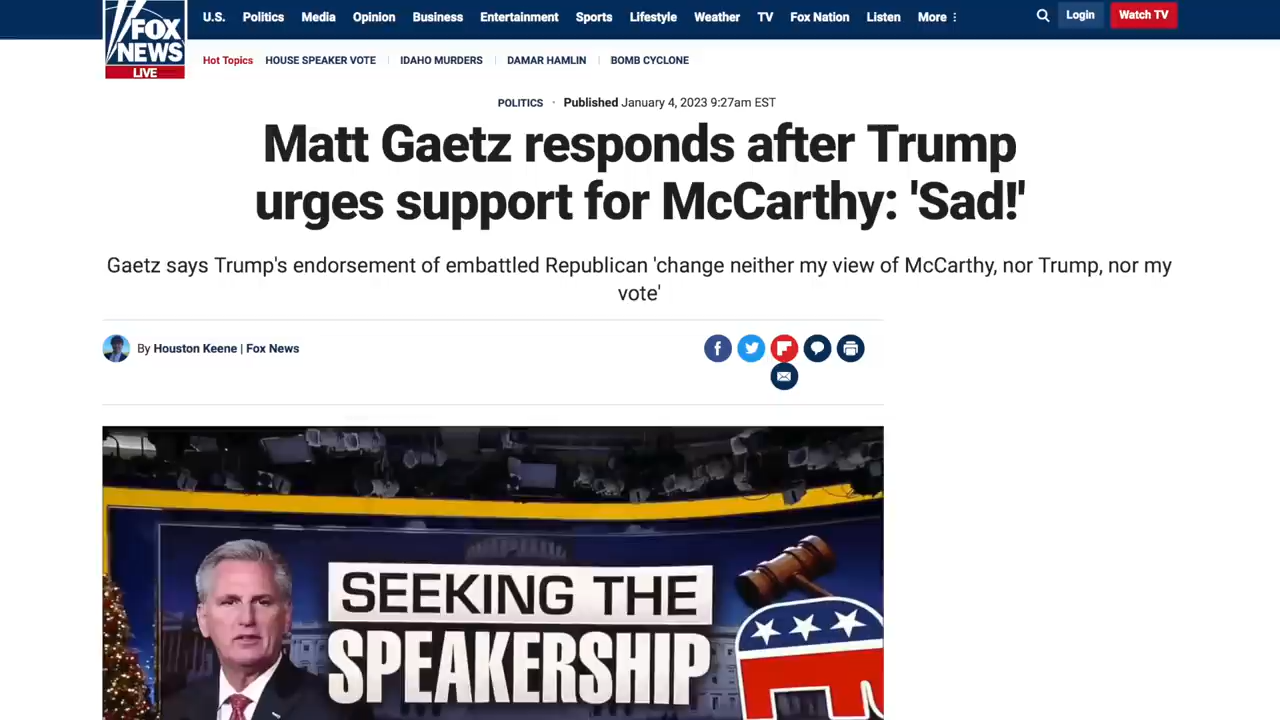 FOX
NEWS
LIVE
U.S. Politics Media Opinion Business Entertainment Sports Lifestyle Weather TV Fox Nation Listen More Login Watch TV
Hot Topics HOUSE SPEAKER VOTE IDAHO MURDERS DAMAR HAMLIN BOMB CYCLONE
POLITICS · Published January 4, 2023 9:27am EST
Matt Gaetz responds after Trump
urges support for McCarthy: 'Sad!'
Gaetz says Trump's endorsement of embattled Republican 'change neither my view of McCarthy, nor Trump, nor my
vote'
By Houston Keene | Fox News
SEEKING THE
SPEAKERSHIP